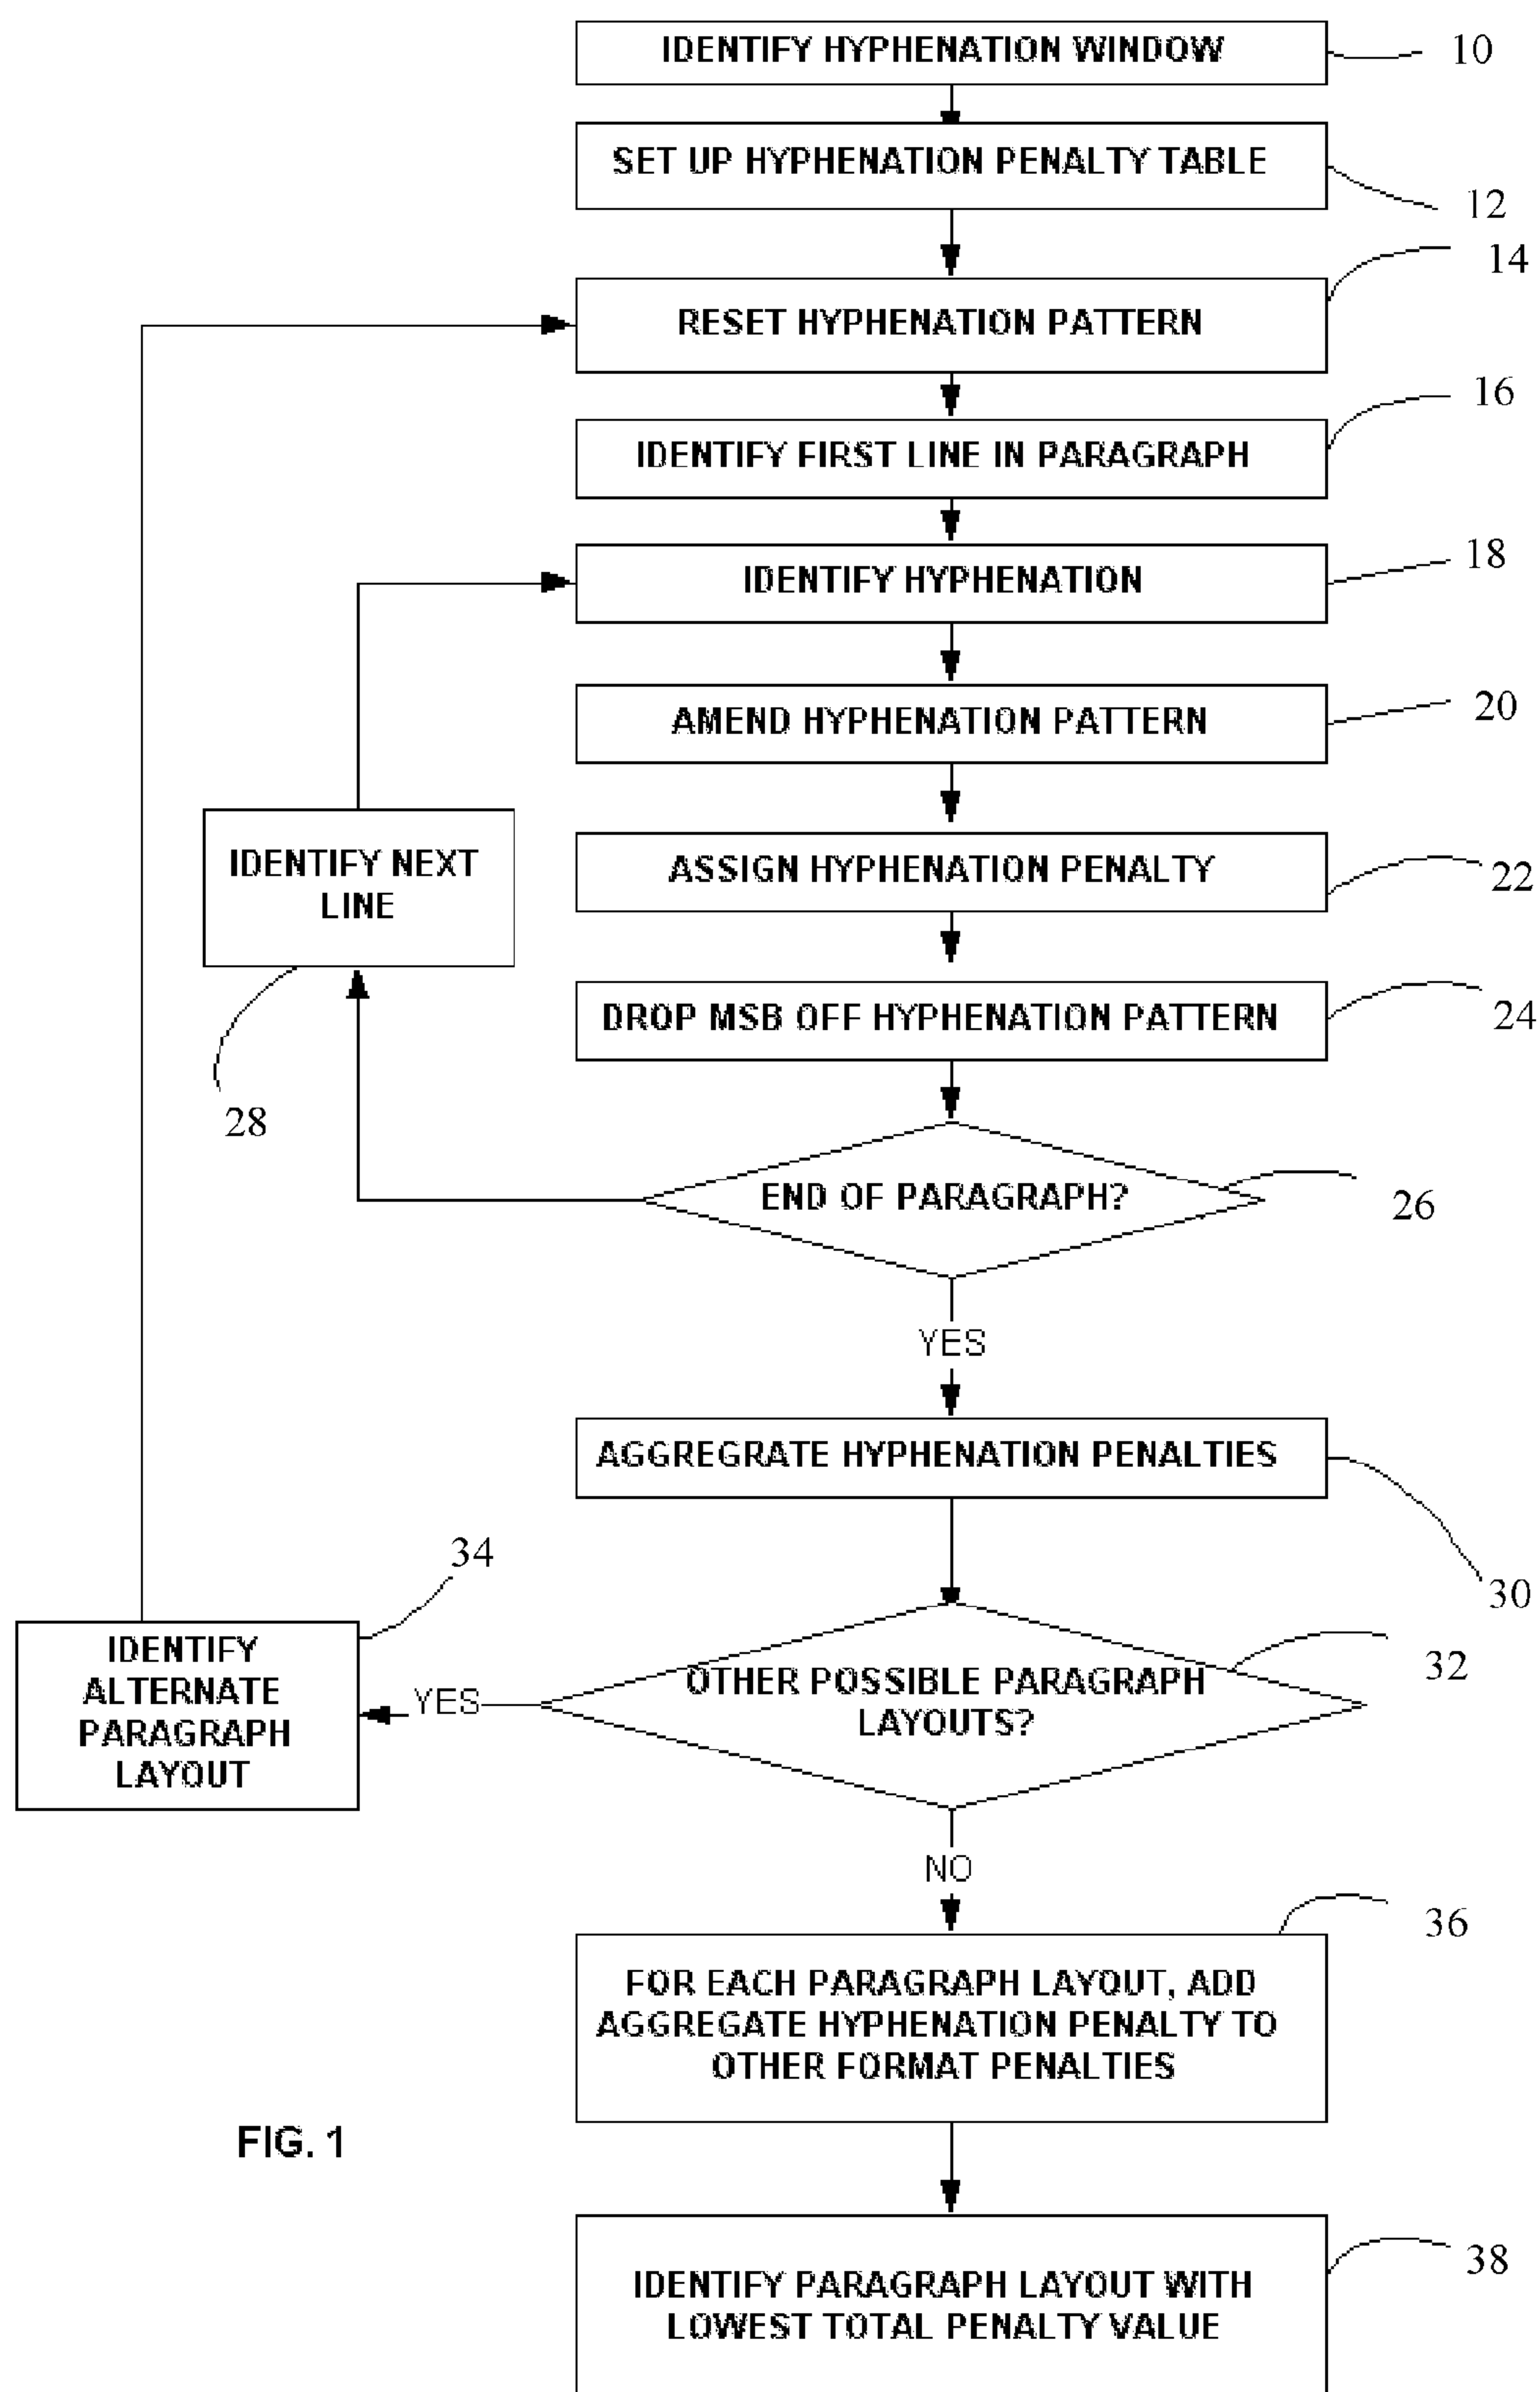 IDENTIFY HYPHENATION WINDOW
10
SET UP HYPHENATION PENALTY TABLE
12
14
RESET HYPHENATION PATTERN
16
IDENTIFY FIRST LINE IN PARAGRAPH
18
IDENTIFY HYPHENATION
20
AMEND HYPHENATION PATTERN
IDENTIFY NEXT
LINE
28
ASSIGN HYPHENATION PENALTY
22
DROP MSB OFF HYPHENATION PATTERN
24
END OF PARAGRAPH?
26
YES
AGGREGRATE HYPHENATION PENALTIES
30
34
IDENTIFY
ALTERNATE
PARAGRAPH
LAYOUT
YES
OTHER POSSIBLE PARAGRAPH
LAYOUTS?
32
NO
36
FOR EACH PARAGRAPH LAYOUT, ADD
AGGREGATE HYPHENATION PENALTY TO
OTHER FORMAT PENALTIES
FIG. 1
38
IDENTIFY PARAGRAPH LAYOUT WITH
LOWEST TOTAL PENALTY VALUE